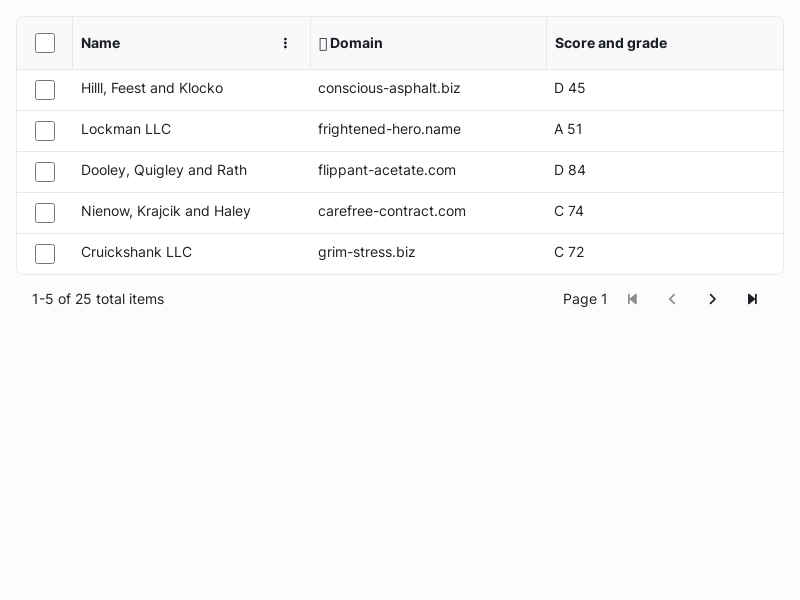 Name Domain Score and grade
Hilll, Feest and Klocko conscious-asphalt.biz D 45
Lockman LLC frightened-hero.name A 51
Dooley, Quigley and Rath flippant-acetate.com D 84
Nienow, Krajcik and Haley carefree-contract.com C 74
Cruickshank LLC grim-stress.biz C 72
1-5 of 25 total items Page 1